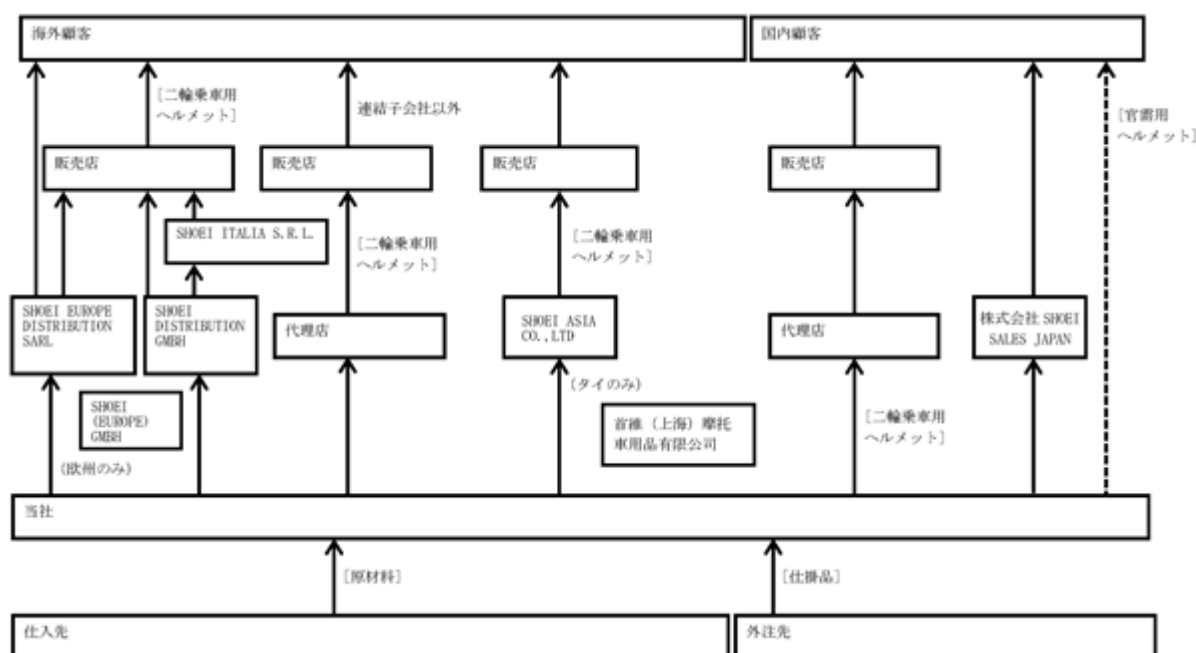 海外顧客
国内顧客
[二輪乗車用
ヘルメット]
連結子会社以外
[官需用
ヘルメット]
販売店
販売店
販売店
販売店
SHOEI ITALIA S.R.L.
[二輪乗車用
ヘルメット]
[二輪乗車用
ヘルメット]
SHOEI EUROPE
DISTRIBUTION
SARL
SHOEI
DISTRIBUTION
GMBH
代理店
SHOEI ASIA
CO.,LTD
代理店
株式会社 SHOEI
SALES JAPAN
(タイのみ)
SHOEI
(EUROPE)
GMBH
首維（上海）摩托
車用品有限公司
[二輪乗車用
ヘルメット]
(欧州のみ)
当社
[原材料]
[仕掛品]
仕入先
外注先